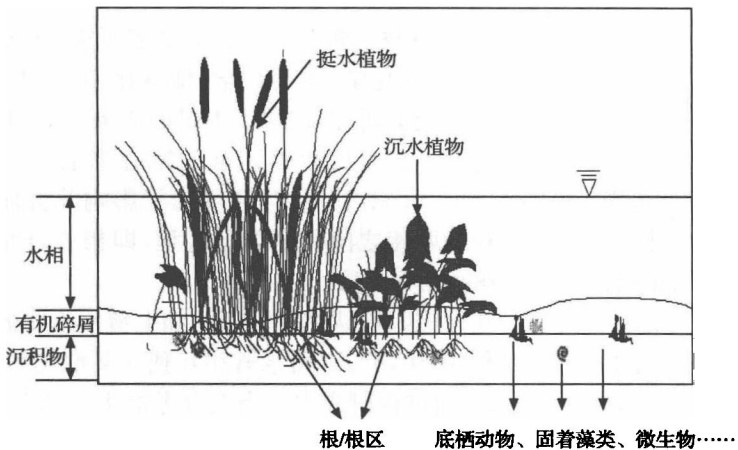 挺水植物
沉水植物
水相
有机碎屑
沉积物
根/根区
底栖动物、固着藻类、微生物……